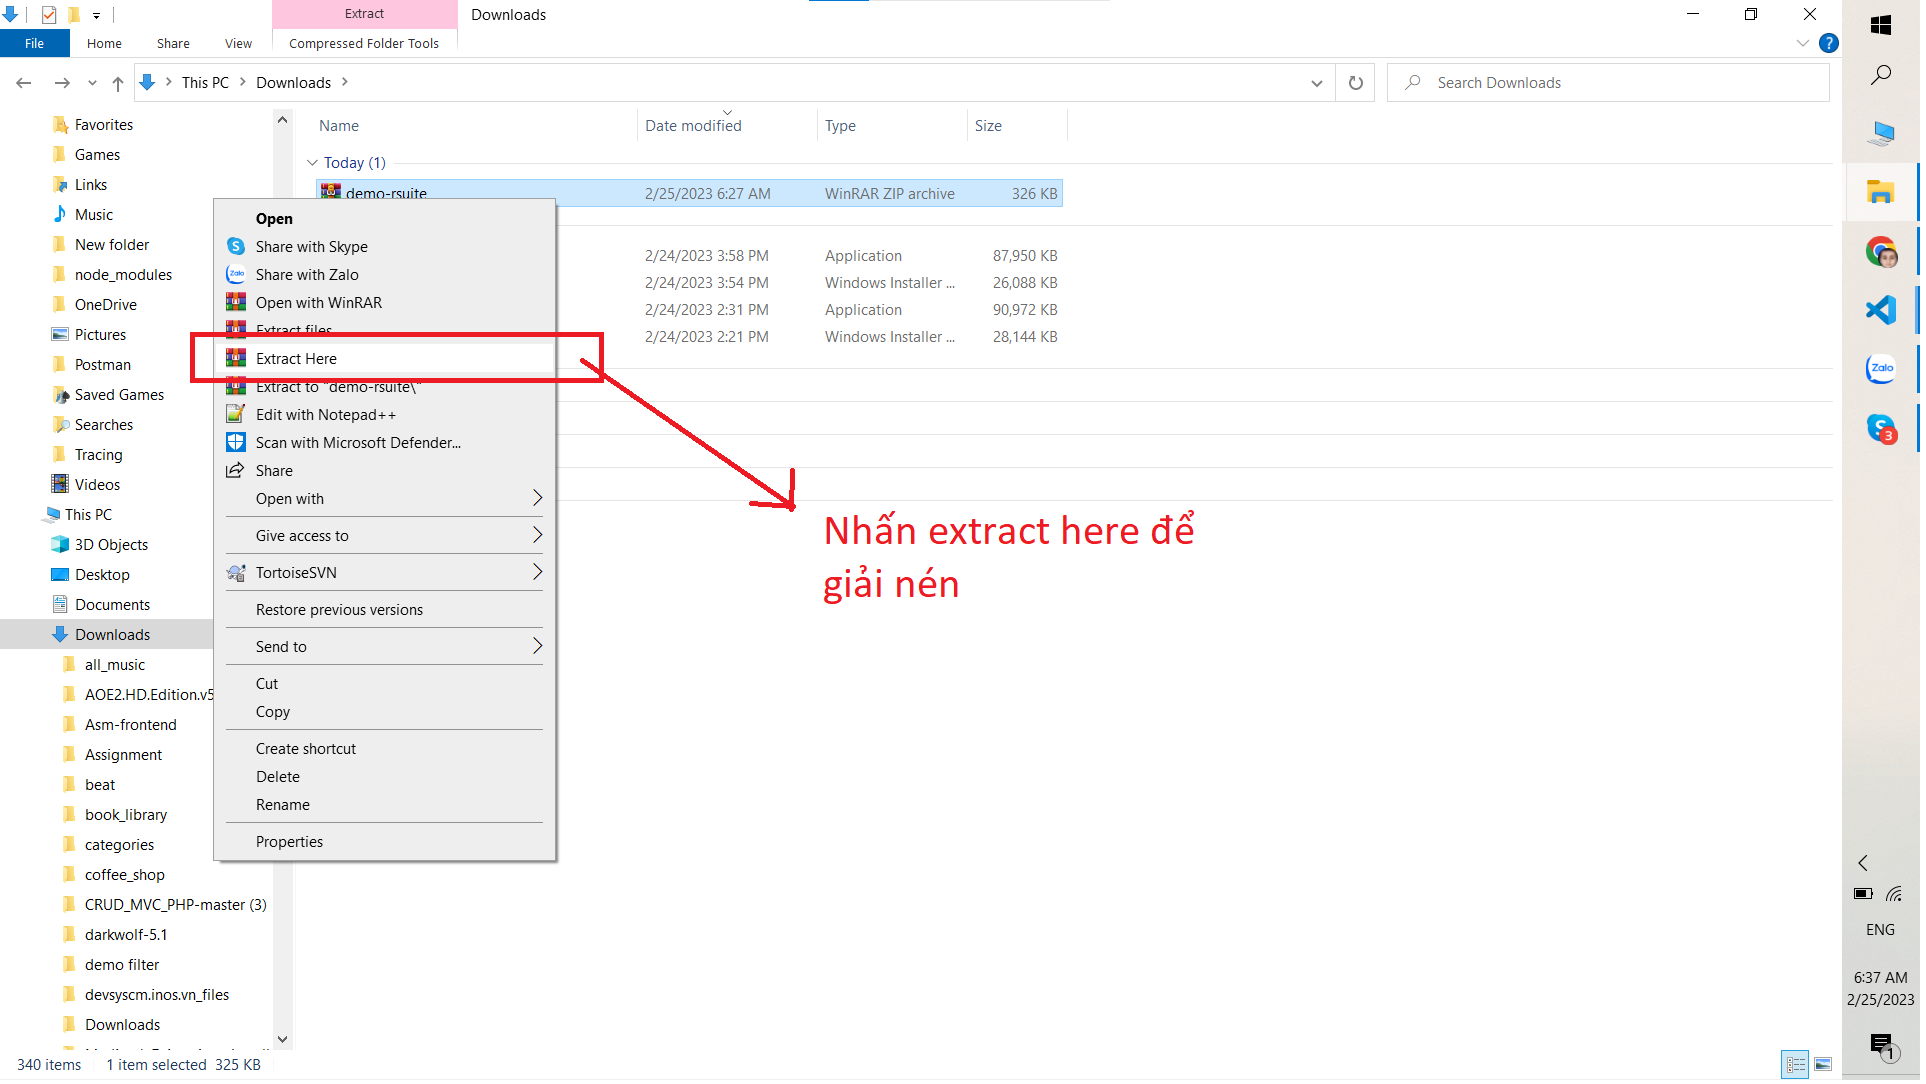 Extract
Downloads
File
Home
Share
View
Compressed Folder Tools
?
This PC
Downloads
Search Downloads
Name
Date modified
Type
Size
Today (1)
demo-rsuite
2/25/2023 6:27 AM
WinRAR ZIP archive
326 KB
2/24/2023 3:58 PM
Application
87,950 KB
2/24/2023 3:54 PM
Windows Installer ...
26,088 KB
2/24/2023 2:31 PM
Application
90,972 KB
2/24/2023 2:21 PM
Windows Installer ...
28,144 KB
Favorites
Games
Links
Music
New folder
node_modules
OneDrive
Pictures
Postman
Saved Games
Searches
Tracing
Videos
This PC
3D Objects
Desktop
Documents
Downloads
all_music
AOE2.HD.Edition.v5
Asm-frontend
Assignment
beat
book_library
categories
coffee_shop
CRUD_MVC_PHP-master (3)
darkwolf-5.1
demo filter
devsyscm.inos.vn_files
Downloads
Open
Share with Skype
Share with Zalo
Open with WinRAR
Extract files
Extract Here
Extract to "demo-rsuite\"
Edit with Notepad++
Scan with Microsoft Defender...
Share
Open with
Give access to
TortoiseSVN
Restore previous versions
Send to
Cut
Copy
Create shortcut
Delete
Rename
Properties
Nhấn extract here để
giải nén
340 items
1 item selected 325 KB
Zalo
3
ENG
6:37 AM
2/25/2023
1